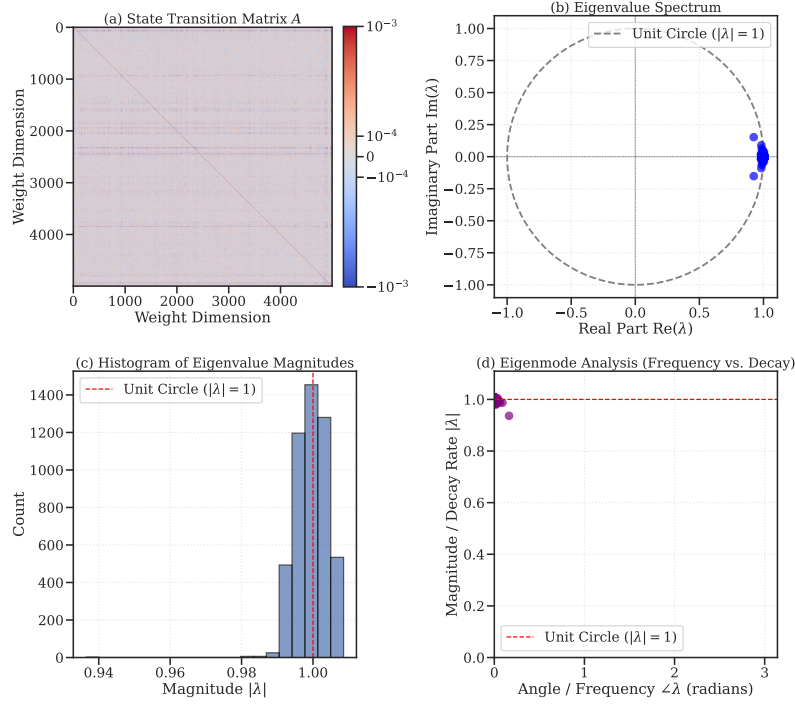 (a) State Transition Matrix A
0
1000
2000
3000
4000
Weight Dimension
0 1000 2000 3000 4000
Weight Dimension
10⁻³
10⁻⁴
0
−10⁻⁴
−10⁻³
(b) Eigenvalue Spectrum
Unit Circle (|λ| = 1)
1.00
0.75
0.50
0.25
0.00
−0.25
−0.50
−0.75
−1.00
Imaginary Part Im(λ)
−1.0 −0.5 0.0 0.5 1.0
Real Part Re(λ)
(c) Histogram of Eigenvalue Magnitudes
Unit Circle (|λ| = 1)
1400
1200
1000
800
600
400
200
0
Count
0.94 0.96 0.98 1.00
Magnitude |λ|
(d) Eigenmode Analysis (Frequency vs. Decay)
1.0
0.8
0.6
0.4
0.2
0.0
Magnitude / Decay Rate |λ|
Unit Circle (|λ| = 1)
0 1 2 3
Angle / Frequency ∠λ (radians)